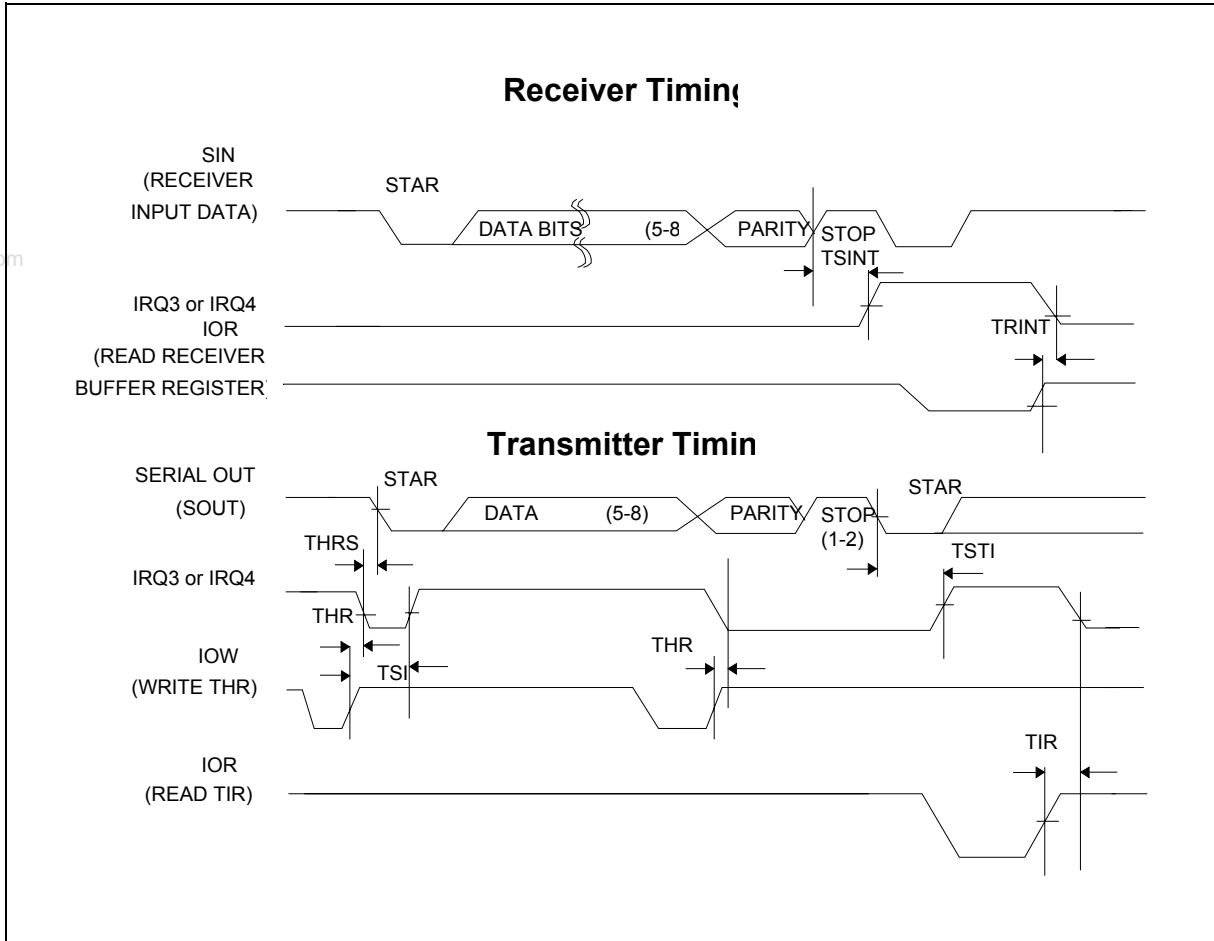 Receiver Timing
SIN
(RECEIVER
INPUT DATA)
STAR
DATA BITS (5-8
PARITY
STOP
TSINT
IRQ3 or IRQ4
IOR
(READ RECEIVER
BUFFER REGISTER)
TRINT
Transmitter Timin
SERIAL OUT
(SOUT)
STAR
DATA (5-8)
PARITY
STOP
(1-2)
STAR
THRS
TSTI
IRQ3 or IRQ4
THR
THR
IOW
(WRITE THR)
TSI
TIR
IOR
(READ TIR)
om